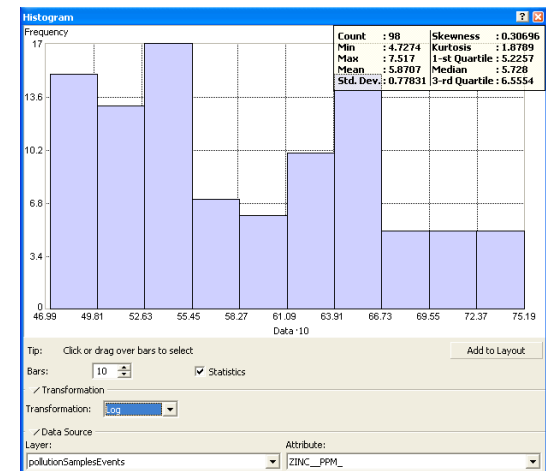 Histogram
Frequency
Count : 98 Skewness : 0.30696
Min : 4.7274 Kurtosis : 1.8789
Max : 7.517 1-st Quartile : 5.2257
Mean : 5.8707 Median : 5.728
Std. Dev. : 0.77831 3-rd Quartile : 6.5554
17
13.6
10.2
6.8
3.4
0
46.99 49.81 52.63 55.45 58.27 61.09 63.91 66.73 69.55 72.37 75.19
Data ·10
Tip: Click or drag over bars to select Add to Layout
Bars: 10 Statistics
Transformation
Transformation: Log
Data Source
Layer: Attribute:
pollutionSamplesEvents ZINC__PPM_